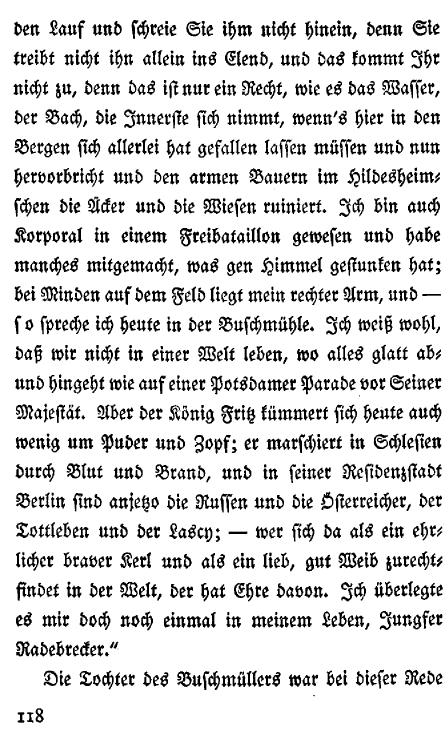 den Lauf und schreie Sie ihm nicht hinein, denn Sie
treibt nicht ihn allein ins Elend, und das kommt Ihr
nicht zu, denn das ist nur ein Recht, wie es das Wasser,
der Bach, die Innerste sich nimmt, wenn's hier in den
Bergen sich allerlei hat gefallen lassen müssen und nun
hervorbricht und den armen Bauern im Hildesheim-
schen die Äcker und die Wiesen ruiniert. Ich bin auch
Korporal in einem Freibataillon gewesen und habe
manches mitgemacht, was gen Himmel gestunken hat;
bei Minden auf dem Feld liegt mein rechter Arm, und —
so spreche ich heute in der Buschmühle. Ich weiß wohl,
daß wir nicht in einer Welt leben, wo alles glatt ab-
und hingeht wie auf einer Potsdamer Parade vor Seiner
Majestät. Aber der König Fritz kümmert sich heute auch
wenig um Puder und Zopf; er marschiert in Schlesien
durch Blut und Brand, und in seiner Residenzstadt
Berlin sind anjetzo die Russen und die Österreicher, der
Tottleben und der Lascy; — wer sich da als ein ehr-
licher braver Kerl und als ein lieb, gut Weib zurecht-
findet in der Welt, der hat Ehre davon. Ich überlegte
es mir doch noch einmal in meinem Leben, Jungfer
Radebrecker.“
Die Tochter des Buschmüllers war bei dieser Rede
118